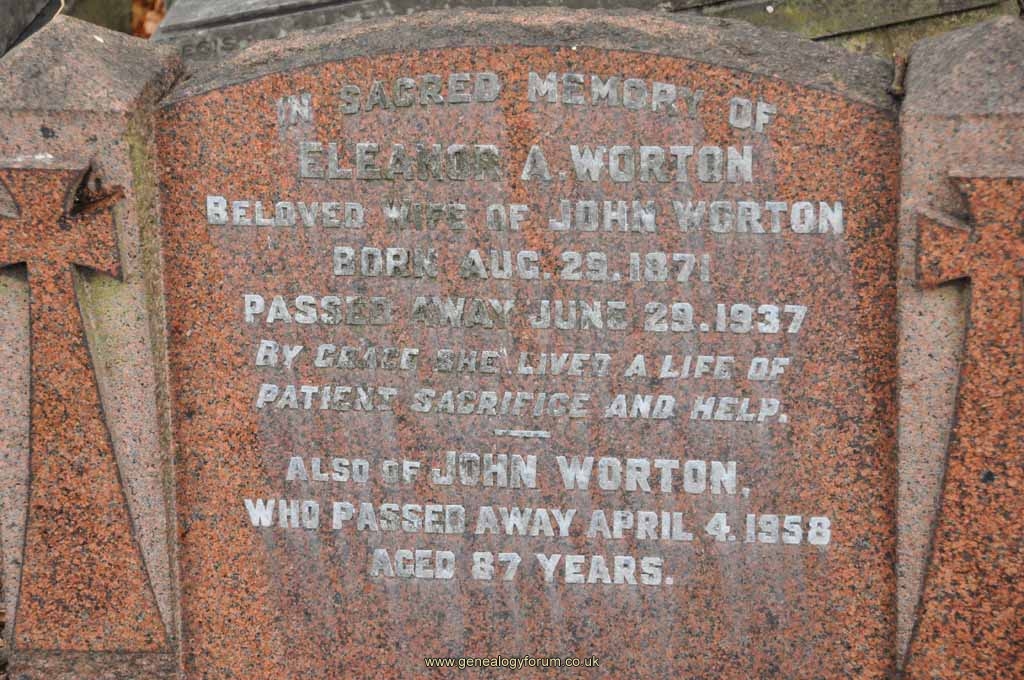 REGIS
IN SACRED MEMORY OF
ELEANOR A. WORTON
BELOVED WIFE OF JOHN WORTON
BORN AUG. 29. 1871
PASSED AWAY JUNE 29. 1937
BY GRACE SHE LIVED A LIFE OF
PATIENT SACRIFICE AND HELP.
ALSO OF JOHN WORTON,
WHO PASSED AWAY APRIL 4. 1958
AGED 87 YEARS.
www.genealogyforum.co.uk